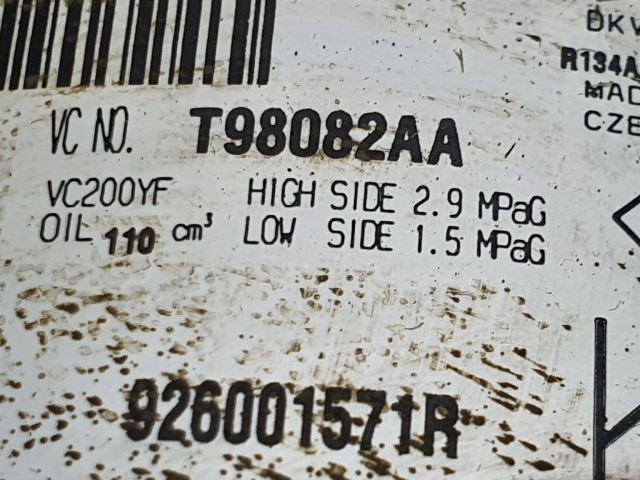 DKV
R134A
MAD
CZE
VC NO. T98082AA
VC200YF HIGH SIDE 2.9 MPaG
OIL 110 cm³ LOW SIDE 1.5 MPaG
926001571R